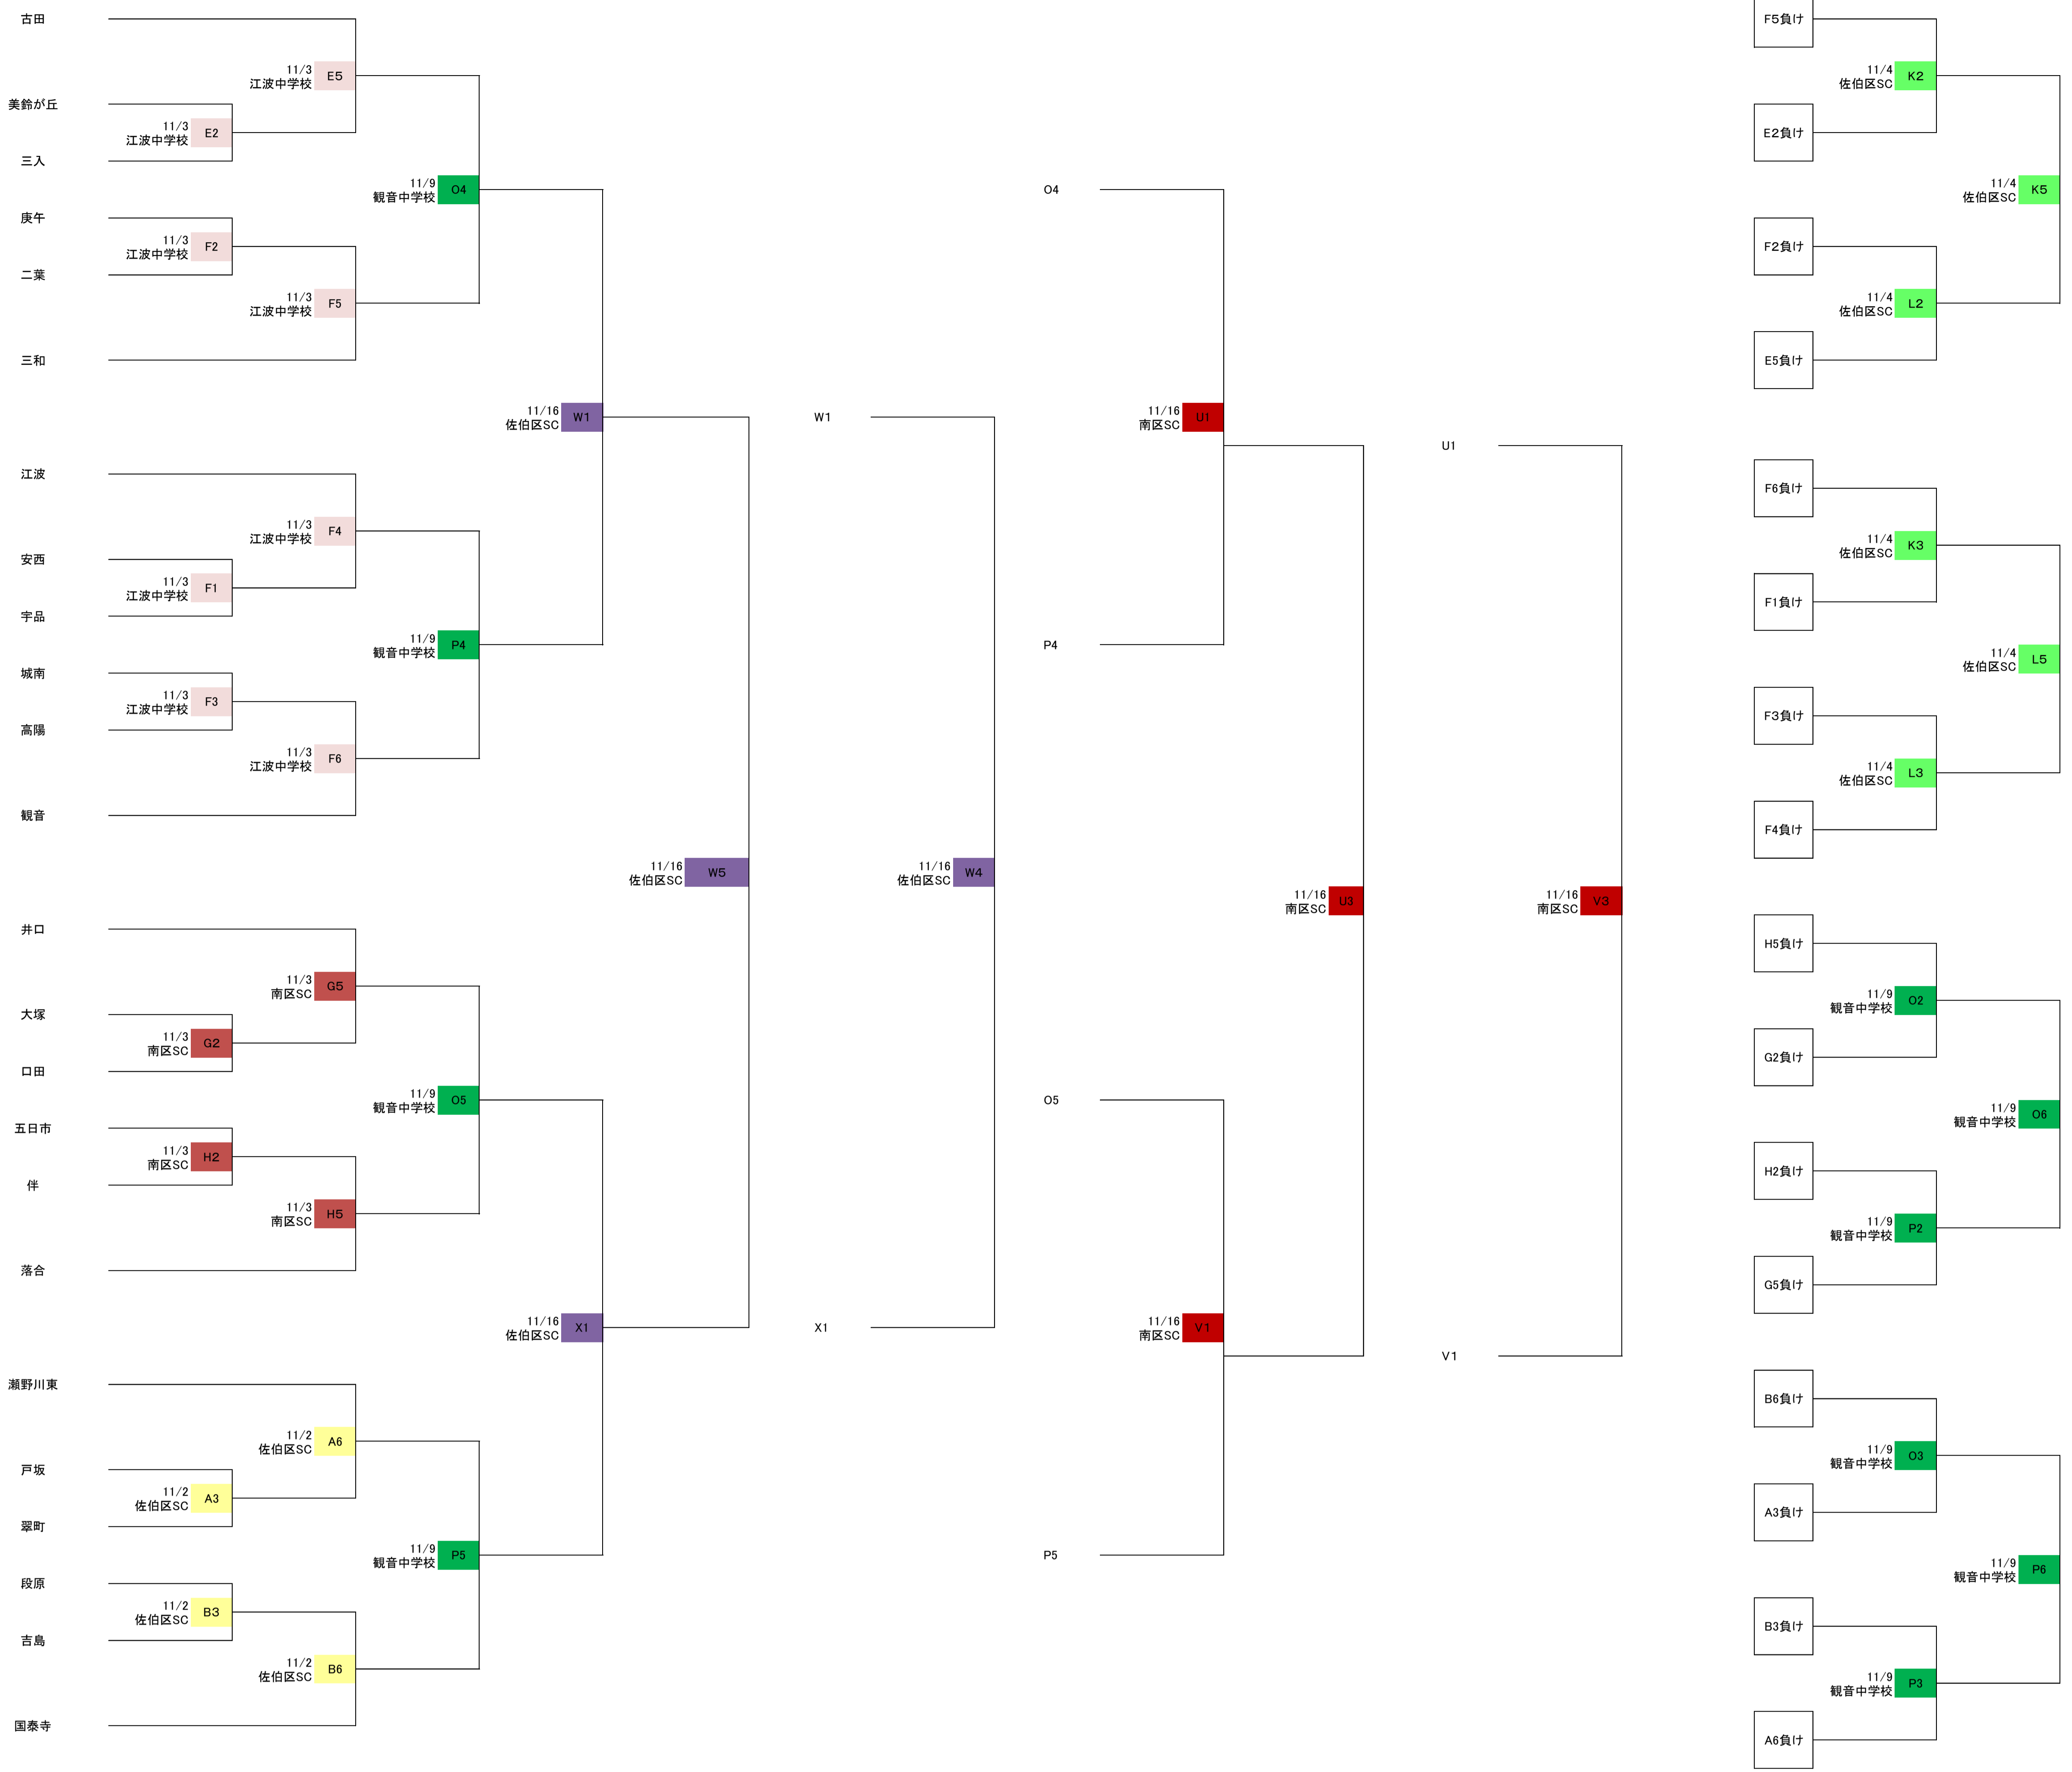 古田
11/3
江波中学校
E5
美鈴が丘
11/3
江波中学校
E2
三入
11/9
観音中学校
O4
庚午
11/3
江波中学校
F2
二葉
11/3
江波中学校
F5
三和
11/16
佐伯区SC
W1
江波
11/3
江波中学校
F4
安西
11/3
江波中学校
F1
宇品
11/9
観音中学校
P4
城南
11/3
江波中学校
F3
高陽
11/3
江波中学校
F6
観音
11/16
佐伯区SC
W5
井口
11/3
南区SC
G5
大塚
11/3
南区SC
G2
口田
11/9
観音中学校
O5
五日市
11/3
南区SC
H2
伴
11/3
南区SC
H5
落合
11/16
佐伯区SC
X1
瀬野川東
11/2
佐伯区SC
A6
戸坂
11/2
佐伯区SC
A3
翠町
11/9
観音中学校
P5
段原
11/2
佐伯区SC
B3
吉島
11/2
佐伯区SC
B6
国泰寺
W1
11/16
佐伯区SC
W4
X1
O4
11/16
南区SC
U1
P4
11/16
南区SC
U3
O5
11/16
南区SC
V1
P5
U1
11/16
南区SC
V3
V1
F5負け
11/4
佐伯区SC
K2
E2負け
11/4
佐伯区SC
K5
F2負け
11/4
佐伯区SC
L2
E5負け
F6負け
11/4
佐伯区SC
K3
F1負け
11/4
佐伯区SC
L5
F3負け
11/4
佐伯区SC
L3
F4負け
H5負け
11/9
観音中学校
O2
G2負け
11/9
観音中学校
O6
H2負け
11/9
観音中学校
P2
G5負け
B6負け
11/9
観音中学校
O3
A3負け
11/9
観音中学校
P6
B3負け
11/9
観音中学校
P3
A6負け